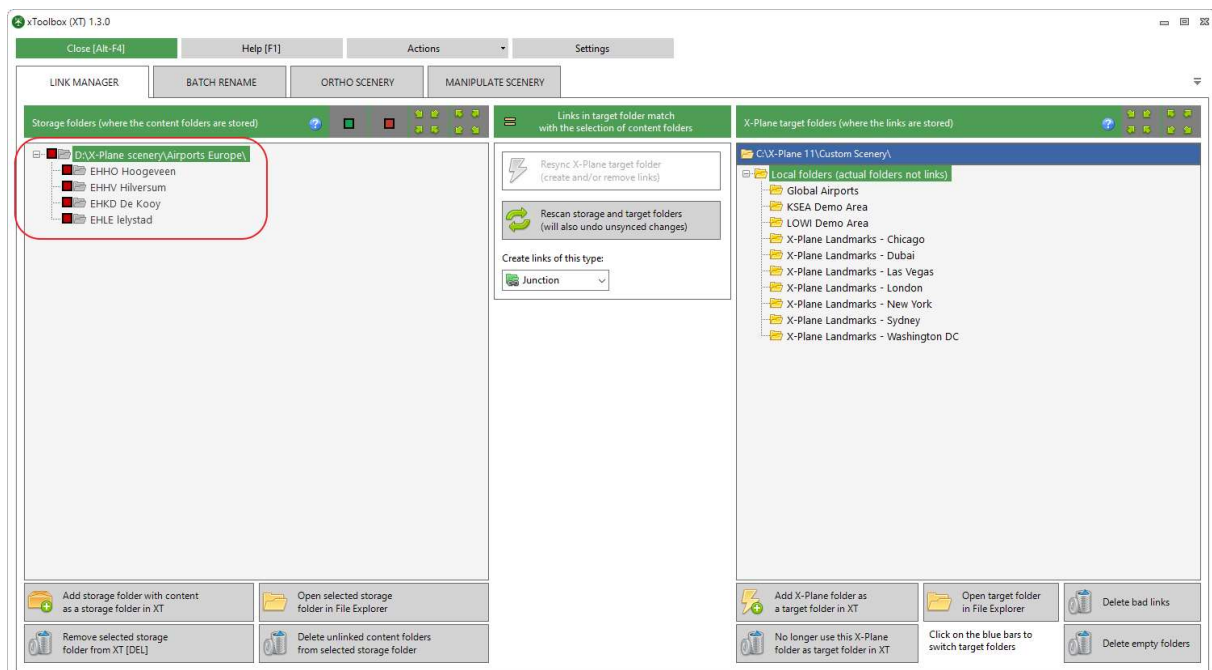 xToolbox (XT) 1.3.0
Close [Alt-F4]
Help [F1]
Actions
Settings
LINK MANAGER
BATCH RENAME
ORTHO SCENERY
MANIPULATE SCENERY
Storage folders (where the content folders are stored)
D:\X-Plane scenery\Airports Europe\
EHHO Hoogeveen
EHHV Hilversum
EHKD De Kooy
EHLE lelystad
Add storage folder with content
as a storage folder in XT
Open selected storage
folder in File Explorer
Remove selected storage
folder from XT [DEL]
Delete unlinked content folders
from selected storage folder
Links in target folder match
with the selection of content folders
Resync X-Plane target folder
(create and/or remove links)
Rescan storage and target folders
(will also undo unsynced changes)
Create links of this type:
Junction
X-Plane target folders (where the links are stored)
C:\X-Plane 11\Custom Scenery\
Local folders (actual folders not links)
Global Airports
KSEA Demo Area
LOWI Demo Area
X-Plane Landmarks - Chicago
X-Plane Landmarks - Dubai
X-Plane Landmarks - Las Vegas
X-Plane Landmarks - London
X-Plane Landmarks - New York
X-Plane Landmarks - Sydney
X-Plane Landmarks - Washington DC
Add X-Plane folder as
a target folder in XT
Open target folder
in File Explorer
Delete bad links
No longer use this X-Plane
folder as target folder in XT
Click on the blue bars to
switch target folders
Delete empty folders